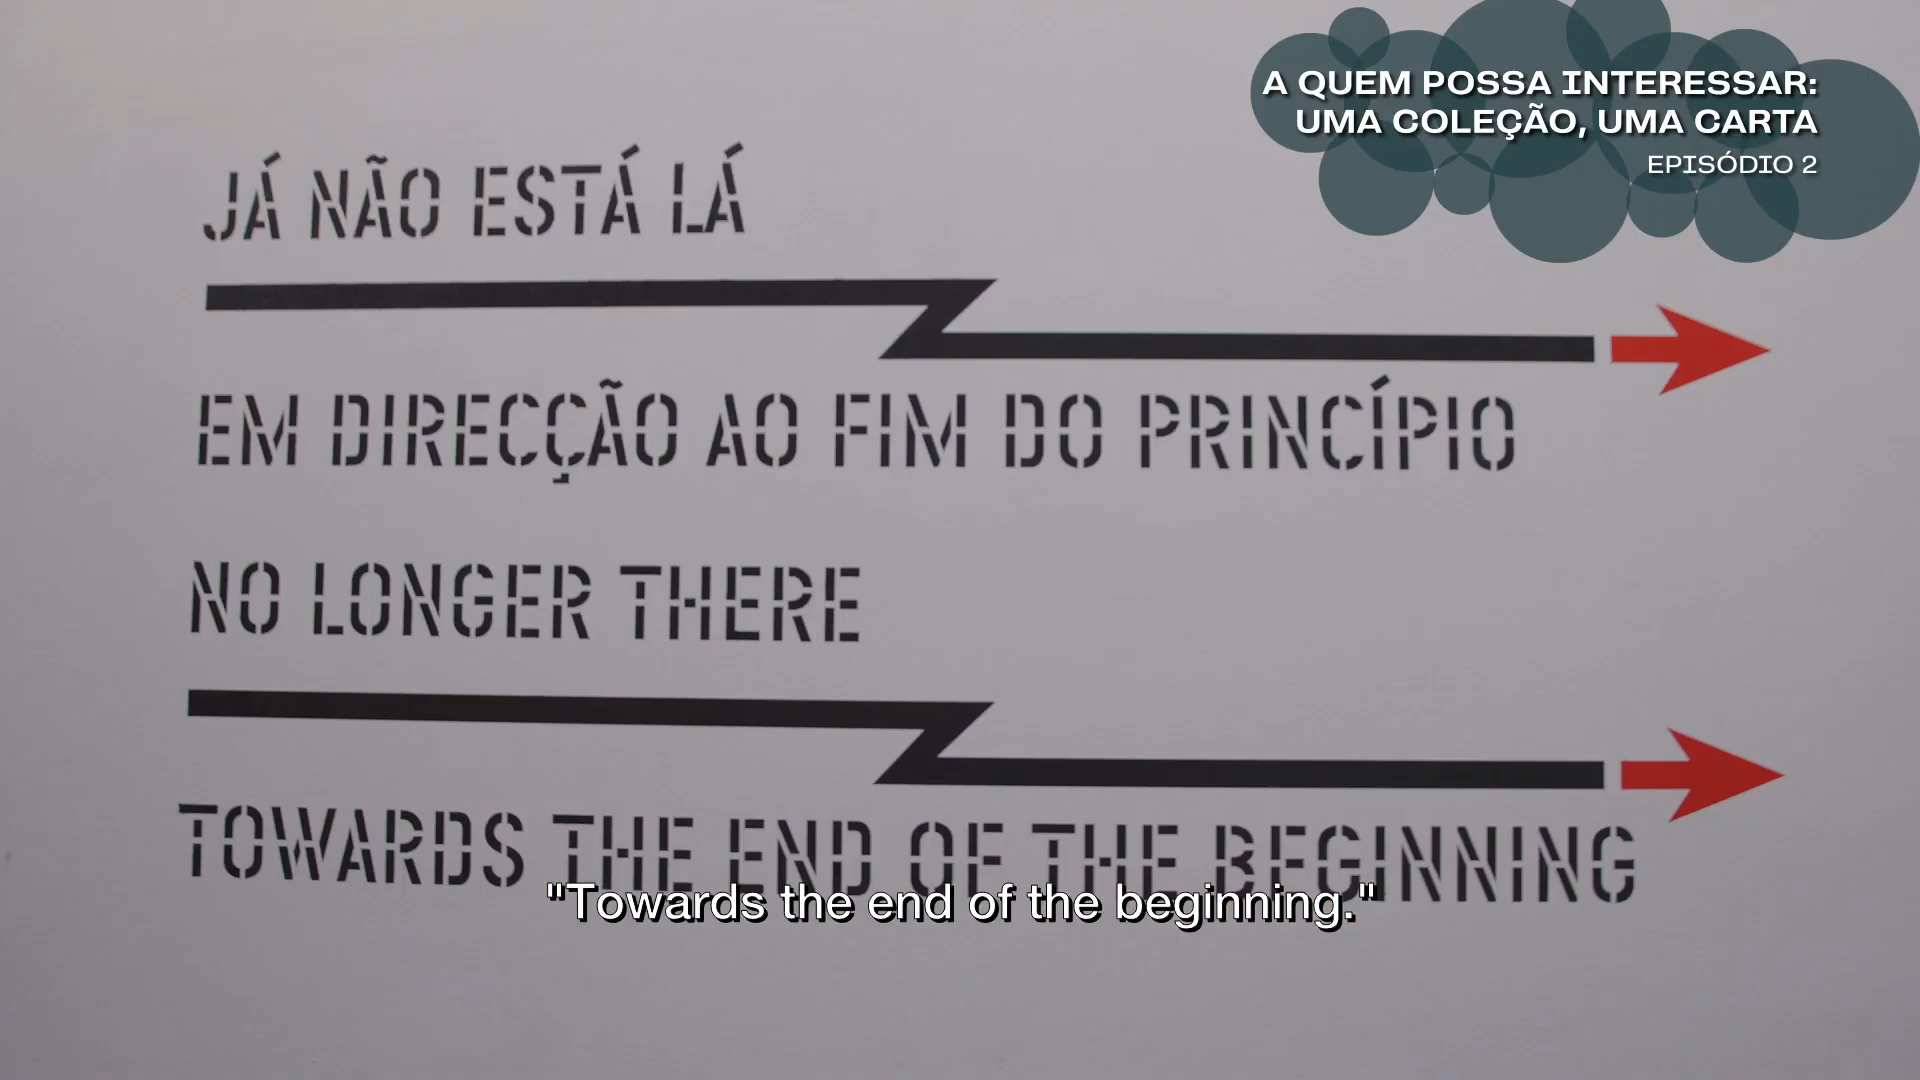 A QUEM POSSA INTERESSAR:
UMA COLEÇÃO, UMA CARTA
EPISÓDIO 2
JÁ NÃO ESTÁ LÁ
EM DIRECÇÃO AO FIM DO PRINCÍPIO
NO LONGER THERE
TOWARDS THE END OF THE BEGINNING
"Towards the end of the beginning."